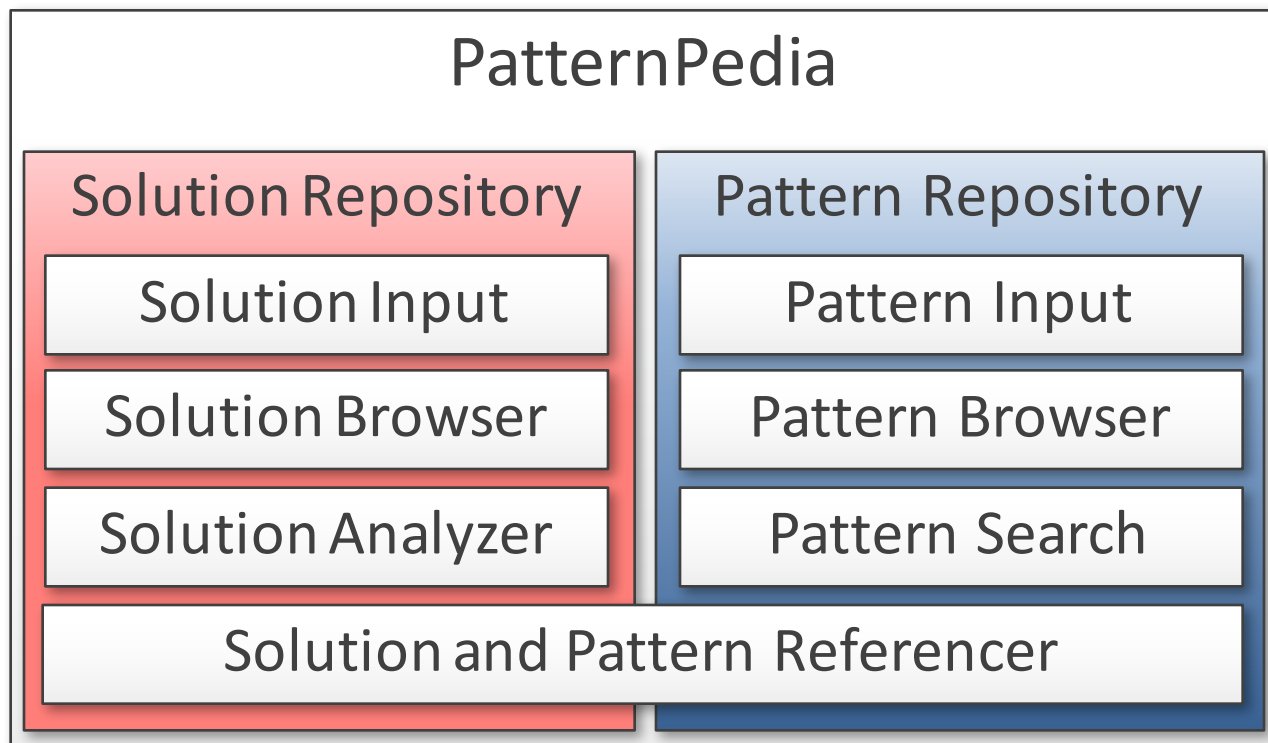 PatternPedia
Solution Repository
Solution Input
Solution Browser
Solution Analyzer
Pattern Repository
Pattern Input
Pattern Browser
Pattern Search
Solution and Pattern Referencer